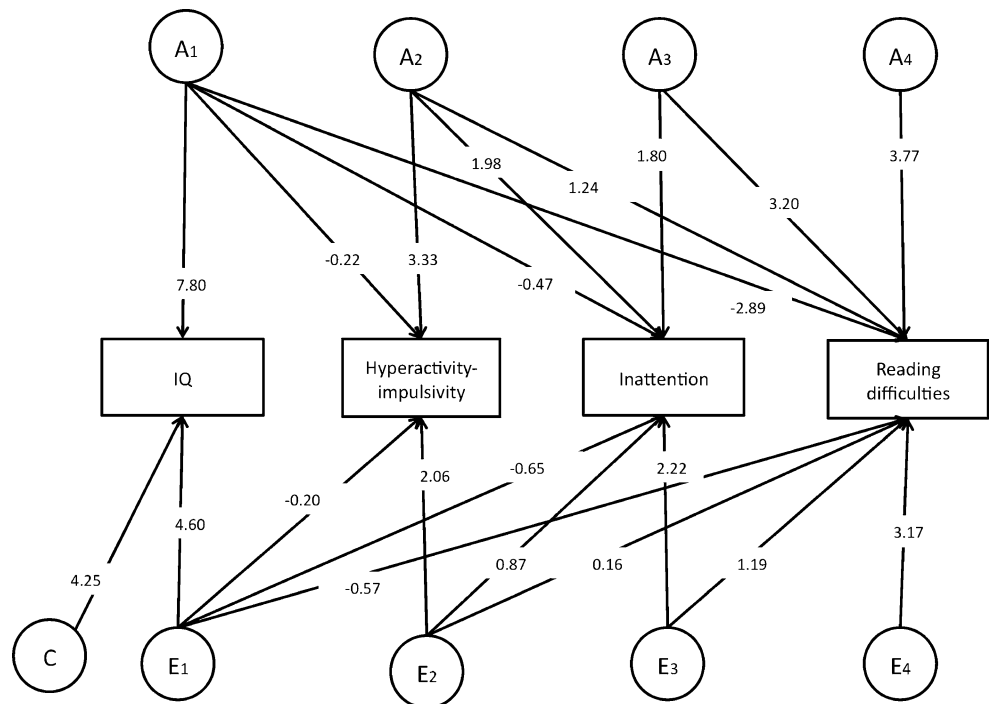 A1
A2
A3
A4
1.98
1.80
3.77
1.24
3.20
-0.22
3.33
7.80
-0.47
-2.89
IQ
Hyperactivity-
impulsivity
Inattention
Reading
difficulties
-0.65
2.22
2.06
-0.20
4.60
3.17
0.87
0.16
1.19
4.25
-0.57
C
E1
E2
E3
E4